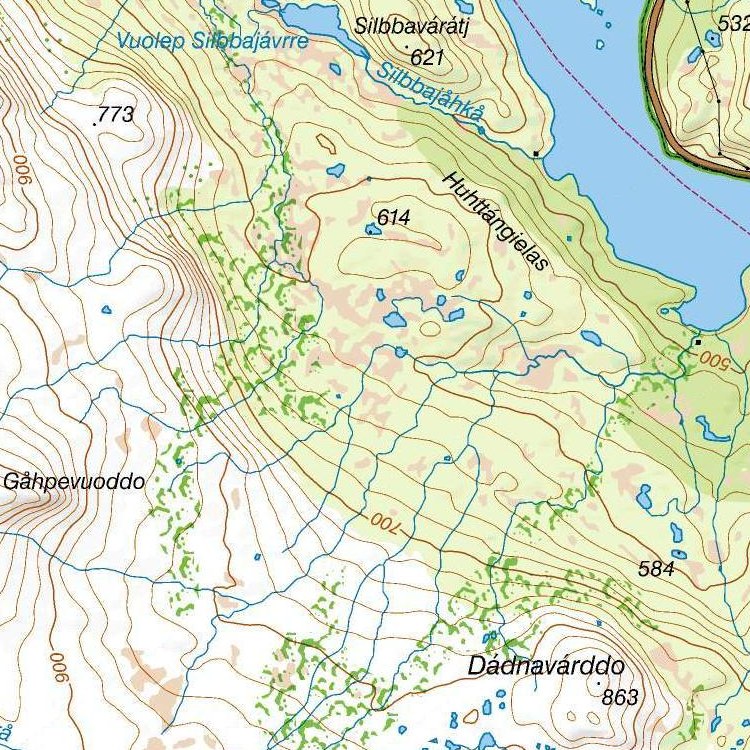 Silbbavárátj
532
Vuolep Silbbajávrre
621
Silbbajåhkå
773
900
Huhttángielas
614
500
Gåhpevuoddo
700
584
900
Dádnavárddo
863